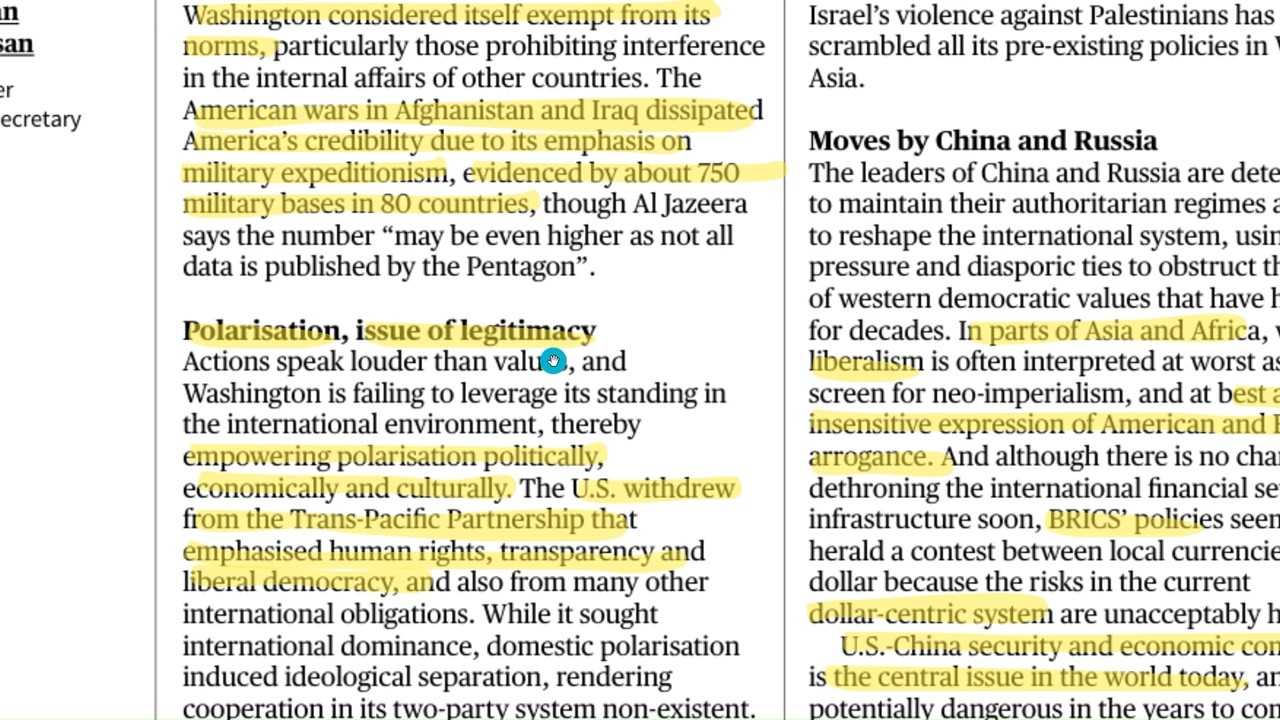 an
san
er
ecretary
Washington considered itself exempt from its
norms, particularly those prohibiting interference
in the internal affairs of other countries. The
American wars in Afghanistan and Iraq dissipated
America’s credibility due to its emphasis on
military expeditionism, evidenced by about 750
military bases in 80 countries, though Al Jazeera
says the number “may be even higher as not all
data is published by the Pentagon”.
Polarisation, issue of legitimacy
Actions speak louder than values, and
Washington is failing to leverage its standing in
the international environment, thereby
empowering polarisation politically,
economically and culturally. The U.S. withdrew
from the Trans-Pacific Partnership that
emphasised human rights, transparency and
liberal democracy, and also from many other
international obligations. While it sought
international dominance, domestic polarisation
induced ideological separation, rendering
cooperation in its two-party system non-existent.
Israel’s violence against Palestinians has
scrambled all its pre-existing policies in
Asia.
Moves by China and Russia
The leaders of China and Russia are dete
to maintain their authoritarian regimes a
to reshape the international system, usin
pressure and diasporic ties to obstruct th
of western democratic values that have h
for decades. In parts of Asia and Africa,
liberalism is often interpreted at worst as
screen for neo-imperialism, and at best a
insensitive expression of American and
arrogance. And although there is no cha
dethroning the international financial se
infrastructure soon, BRICS’ policies seem
herald a contest between local currencie
dollar because the risks in the current
dollar-centric system are unacceptably h
U.S.-China security and economic con
is the central issue in the world today, an
potentially dangerous in the years to com